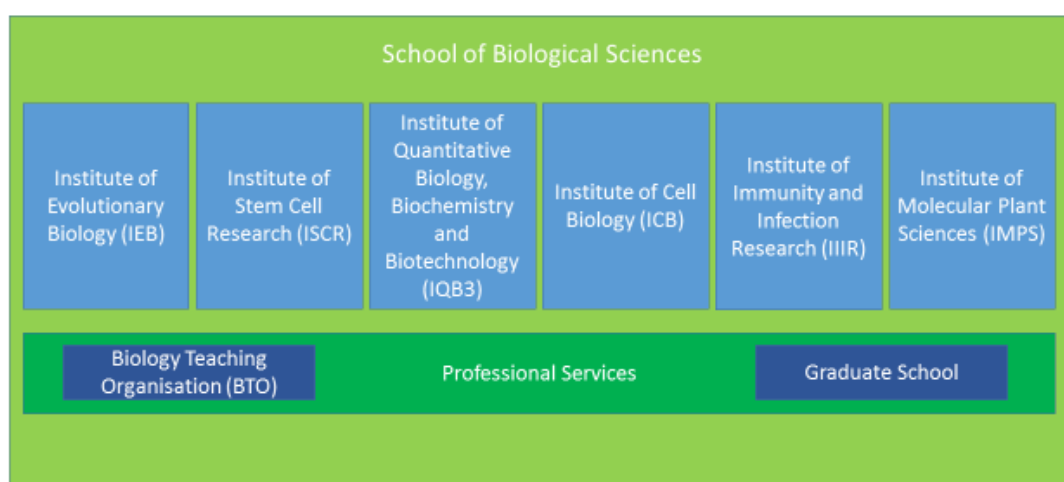 School of Biological Sciences
Institute of
Evolutionary
Biology (IEB)
Institute of
Stem Cell
Research (ISCR)
Institute of
Quantitative
Biology,
Biochemistry
and
Biotechnology
(IQB3)
Institute of Cell
Biology (ICB)
Institute of
Immunity and
Infection
Research (IIIR)
Institute of
Molecular Plant
Sciences (IMPS)
Biology Teaching
Organisation (BTO)
Professional Services
Graduate School